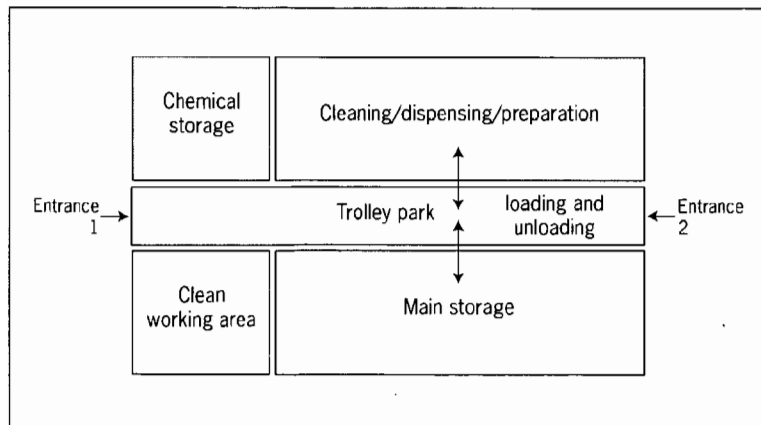 Chemical
storage
Cleaning/dispensing/preparation
Entrance
1
Trolley park
loading and
unloading
Entrance
2
Clean
working area
Main storage